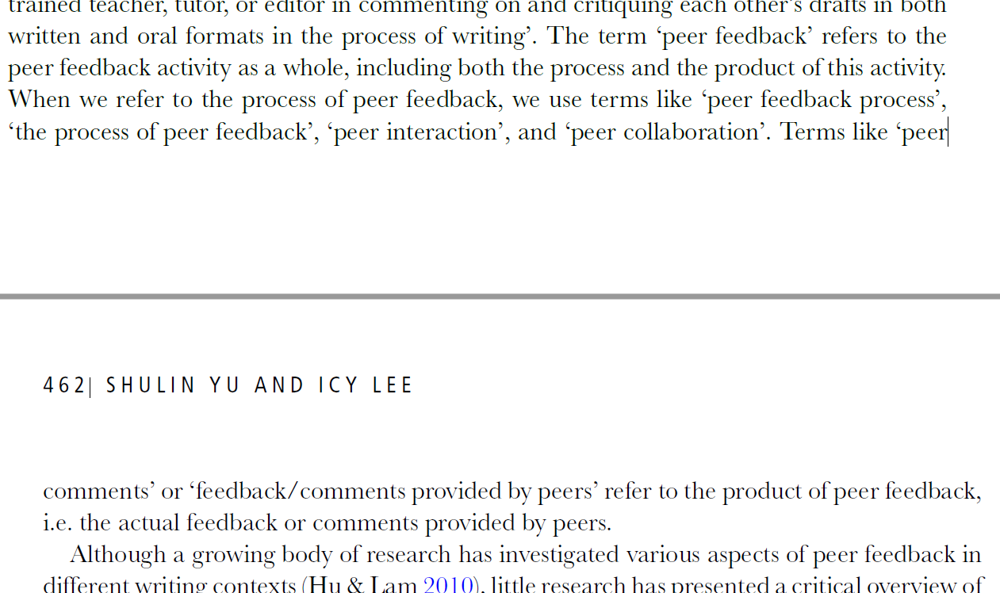 trained teacher, tutor, or editor in commenting on and critiquing each other’s drafts in both
written and oral formats in the process of writing’. The term ‘peer feedback’ refers to the
peer feedback activity as a whole, including both the process and the product of this activity.
When we refer to the process of peer feedback, we use terms like ‘peer feedback process’,
‘the process of peer feedback’, ‘peer interaction’, and ‘peer collaboration’. Terms like ‘peer
462| SHULIN YU AND ICY LEE
comments’ or ‘feedback/comments provided by peers’ refer to the product of peer feedback,
i.e. the actual feedback or comments provided by peers.
Although a growing body of research has investigated various aspects of peer feedback in
different writing contexts (Hu & Lam 2010), little research has presented a critical overview of